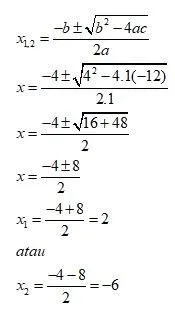 x₁,₂ = (−b ± √(b² − 4ac)) / 2a
x = (−4 ± √(4² − 4.1(−12))) / 2.1
x = (−4 ± √(16 + 48)) / 2
x = (−4 ± 8) / 2
x₁ = (−4 + 8) / 2 = 2
atau
x₂ = (−4 − 8) / 2 = −6